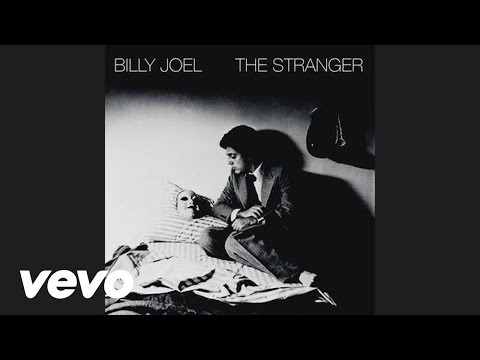 BILLY JOEL THE STRANGER
vevo